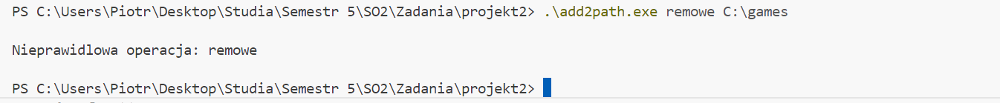 PS C:\Users\Piotr\Desktop\Studia\Semestr 5\SO2\Zadania\projekt2> .\add2path.exe remowe C:\games
Nieprawidlowa operacja: remowe
PS C:\Users\Piotr\Desktop\Studia\Semestr 5\SO2\Zadania\projekt2>